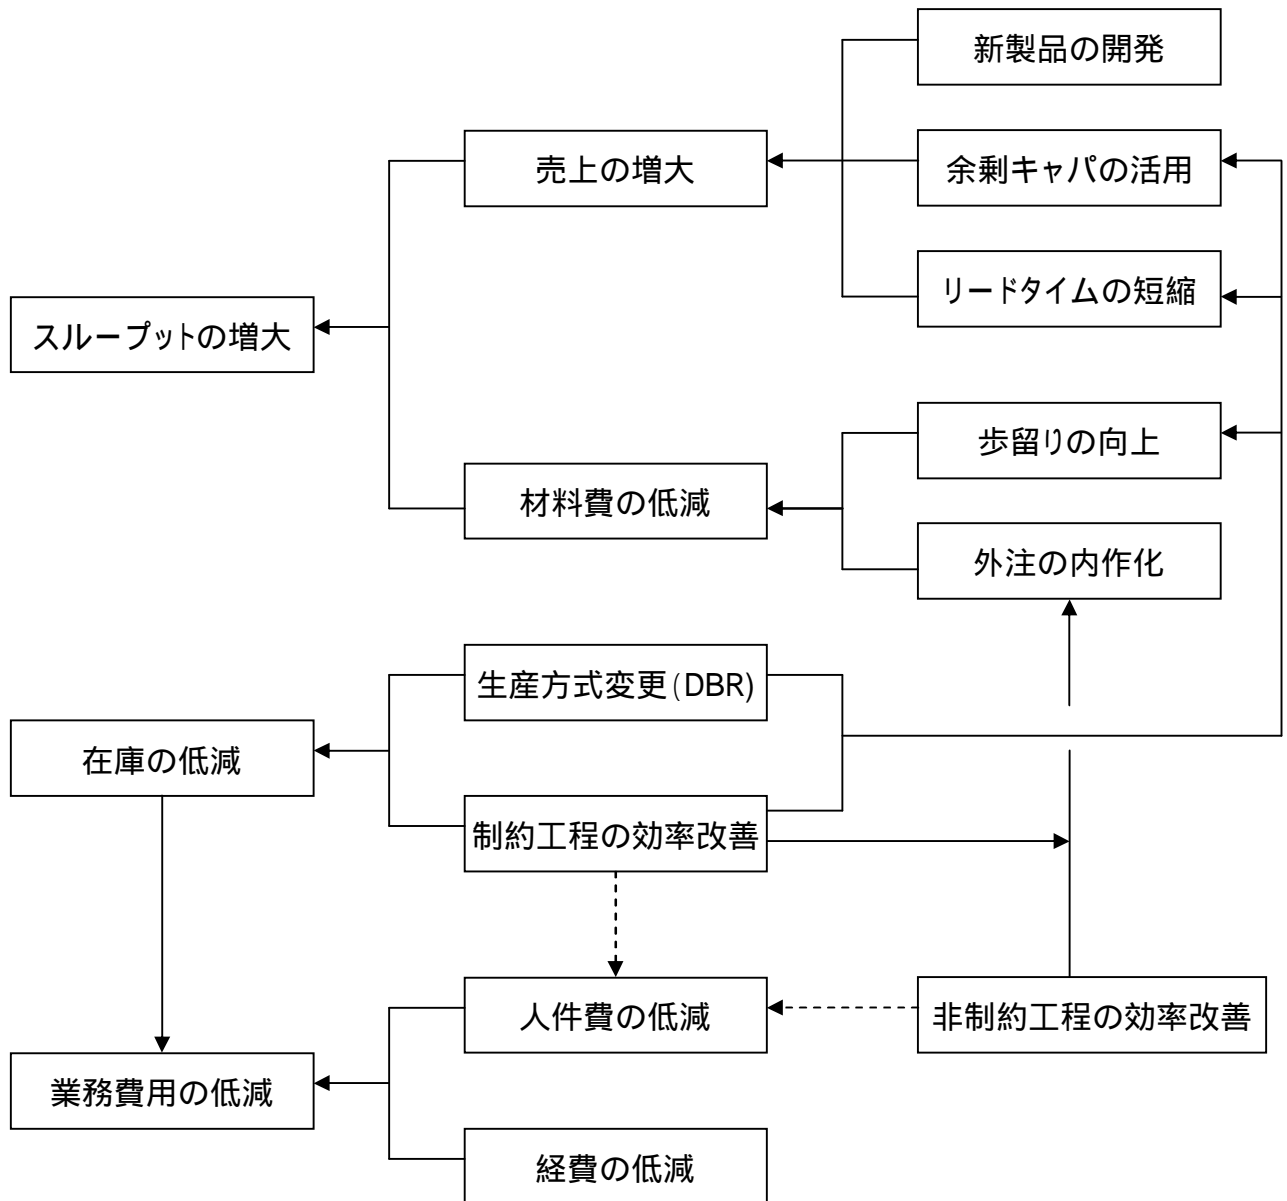 新製品の開発
売上の増大
余剰キャパの活用
リードタイムの短縮
スループットの増大
歩留りの向上
材料費の低減
外注の内作化
生産方式変更(DBR)
在庫の低減
制約工程の効率改善
人件費の低減
非制約工程の効率改善
業務費用の低減
経費の低減